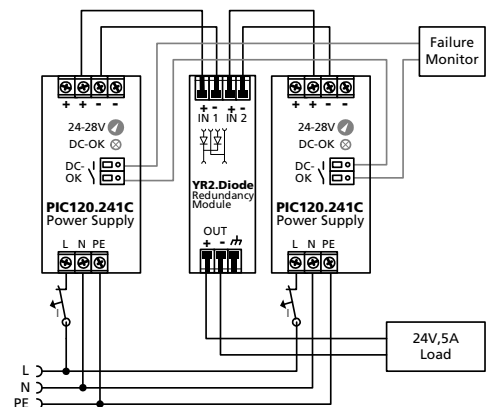 Failure
Monitor
+ + - -
24-28V
DC-OK
DC-
OK
PIC120.241C
Power Supply
L N PE
+ - + -
IN 1 IN 2
YR2.Diode
Redundancy
Module
OUT
+ -
+ + - -
24-28V
DC-OK
DC-
OK
PIC120.241C
Power Supply
L N PE
I
I
24V,5A
Load
L
N
PE